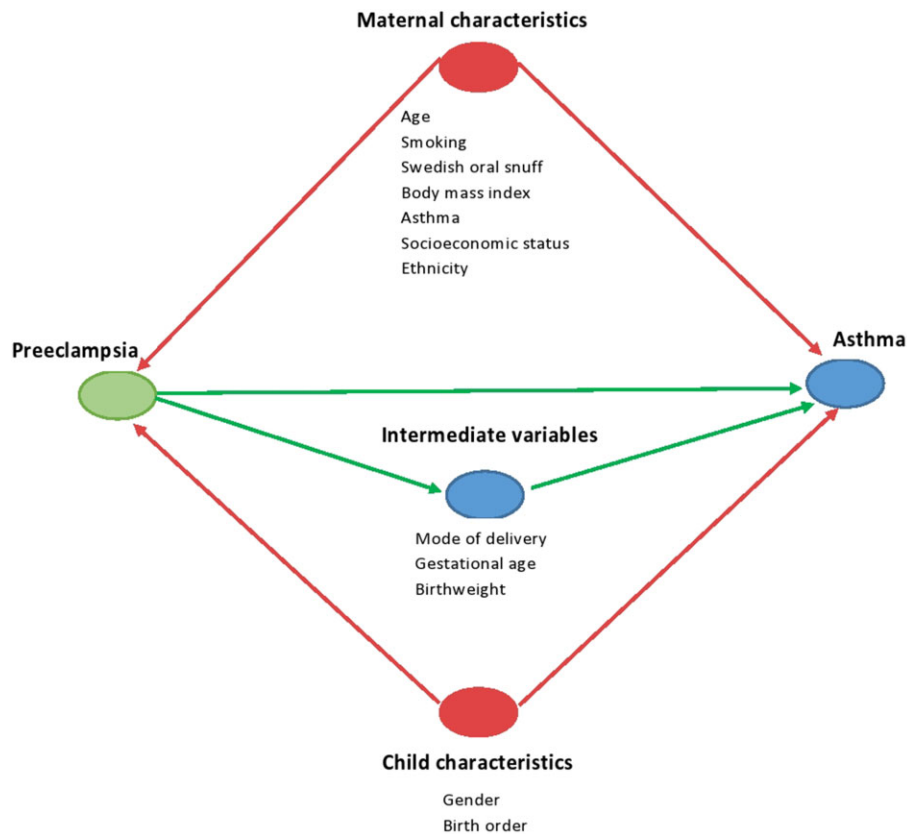 Maternal characteristics
Age
Smoking
Swedish oral snuff
Body mass index
Asthma
Socioeconomic status
Ethnicity
Preeclampsia
Asthma
Intermediate variables
Mode of delivery
Gestational age
Birthweight
Child characteristics
Gender
Birth order